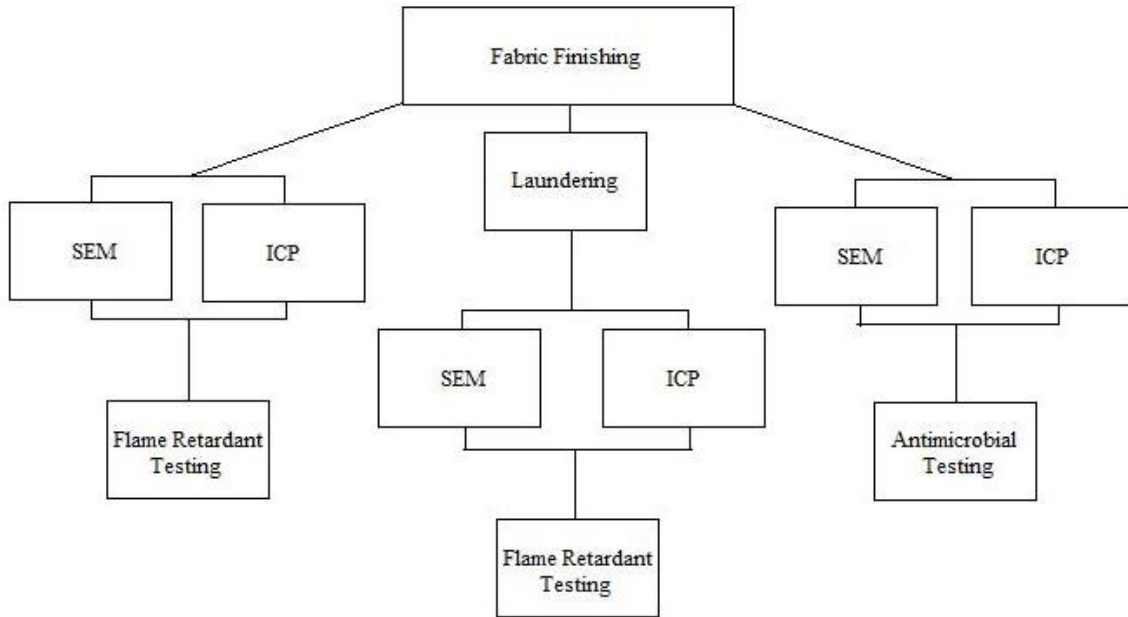 Fabric Finishing
Laundering
SEM
ICP
SEM
ICP
SEM
ICP
Flame Retardant
Testing
Antimicrobial
Testing
Flame Retardant
Testing